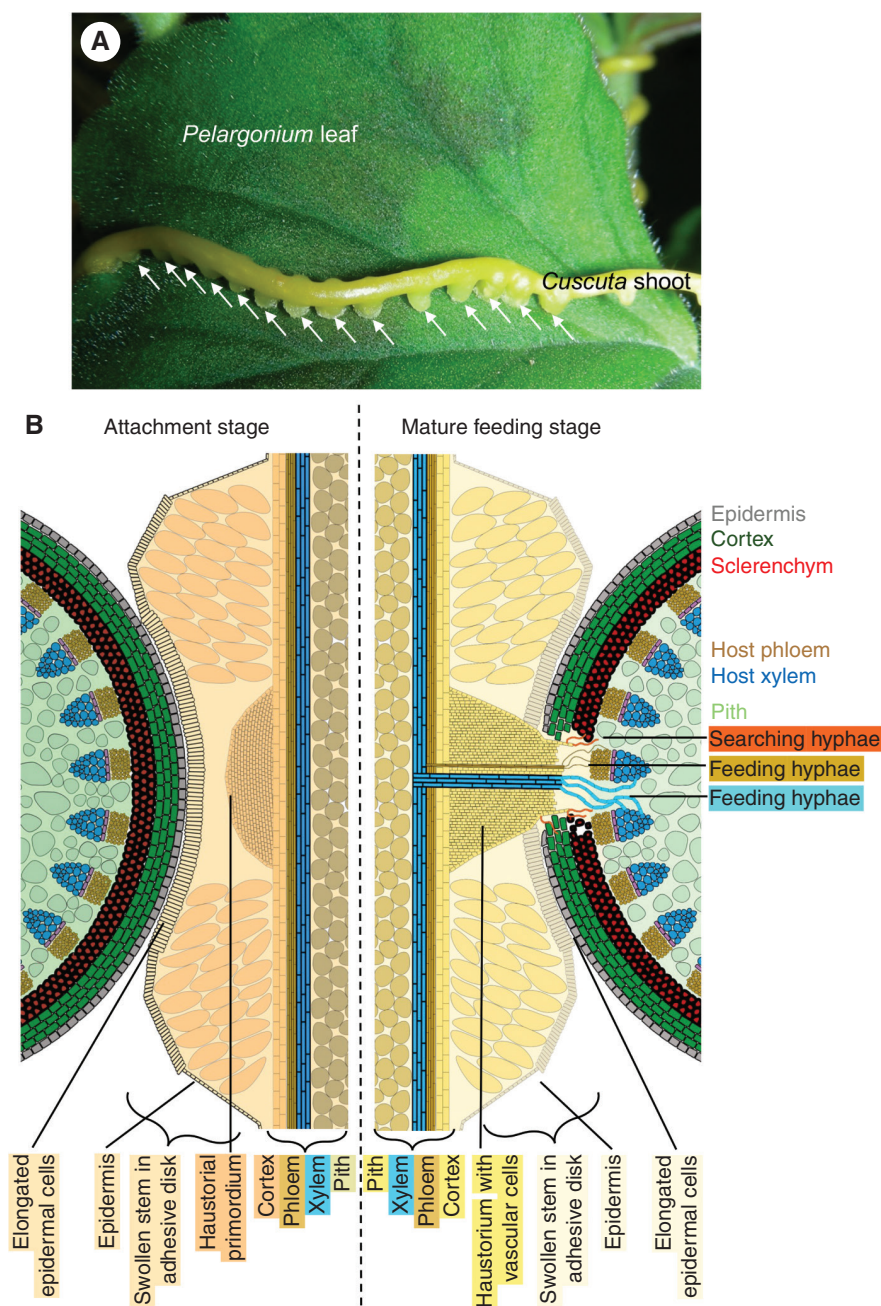 A
Pelargonium leaf
Cuscuta shoot
B
Attachment stage
Mature feeding stage
Epidermis
Cortex
Sclerenchym
Host phloem
Host xylem
Pith
Searching hyphae
Feeding hyphae
Feeding hyphae
Elongated
epidermal cells
Epidermis
Swollen stem in
adhesive disk
Haustorial
primordium
Cortex
Phloem
Xylem
Pith
Pith
Xylem
Phloem
Cortex
Haustorium with
vascular cells
Swollen stem in
adhesive disk
Epidermis
Elongated
epidermal cells